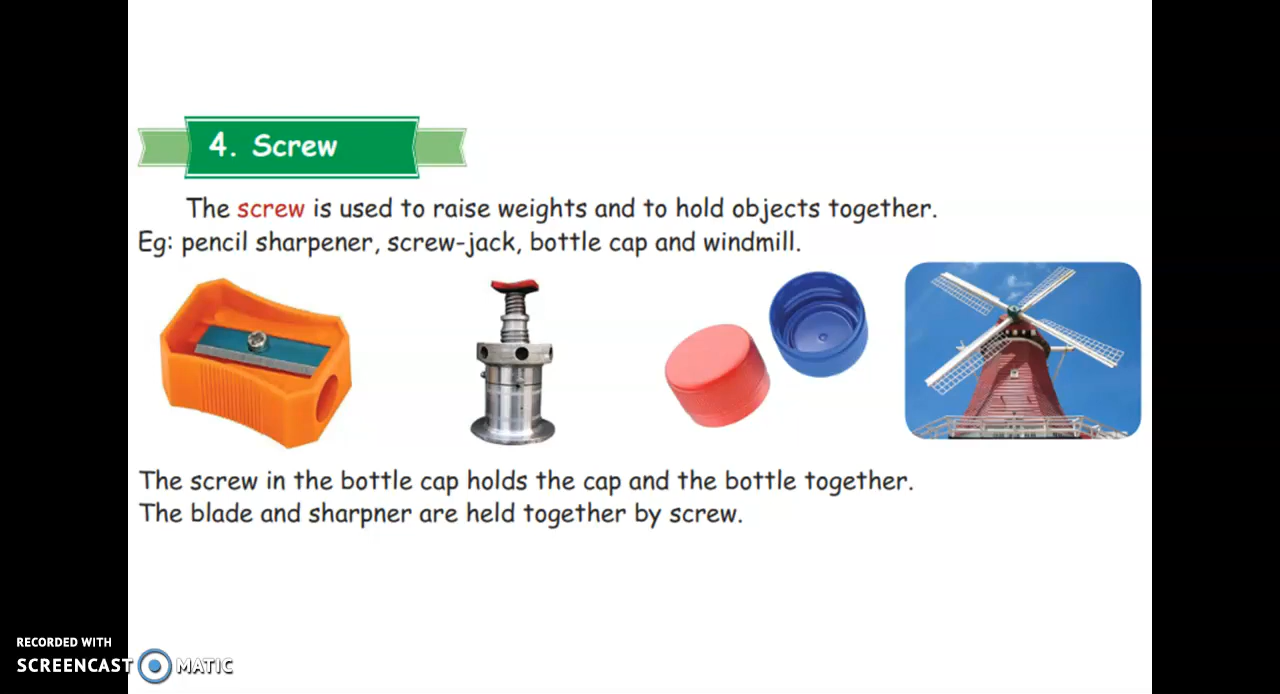 4. Screw
The screw is used to raise weights and to hold objects together.
Eg: pencil sharpener, screw-jack, bottle cap and windmill.
The screw in the bottle cap holds the cap and the bottle together.
The blade and sharpner are held together by screw.
RECORDED WITH
SCREENCAST MATIC